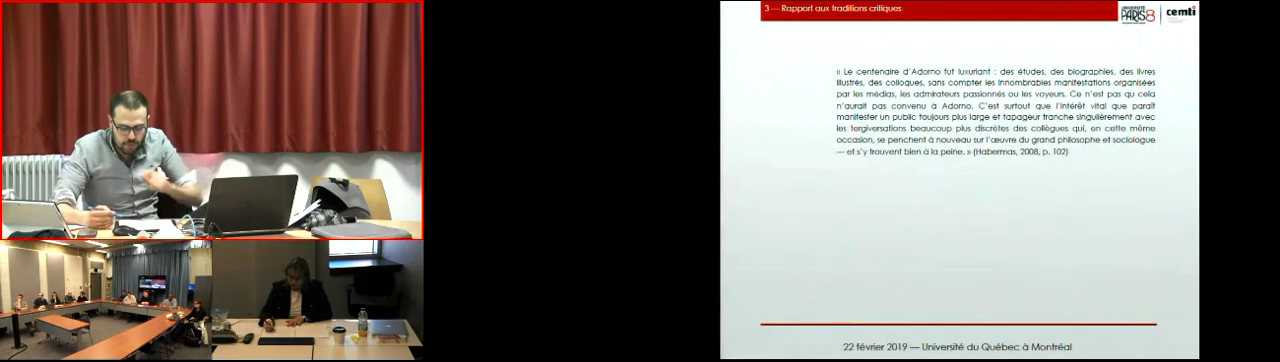 3 — Rapport aux traditions critiques
UNIVERSITÉ
PARIS 8
cemti
« Le centenaire d'Adorno fut luxuriant : des études, des biographies, des livres
illustrés, des colloques, sans compter les innombrables manifestations organisées
par les médias, les admirateurs passionnés ou les voyeurs. Ce n'est pas qu cela
n'aurait pas convenu à Adorno. C'est surtout que l'intérêt vital que paraît
manifester un public toujours plus large et tapageur tranche singulièrement avec
les tergiversations beaucoup plus discrètes des collègues qui, en cette même
occasion, se penchent à nouveau sur l'œuvre du grand philosophe et sociologue
— et s'y trouvent bien à la peine. » (Habermas, 2008, p. 102)
22 février 2019 — Université du Québec à Montréal